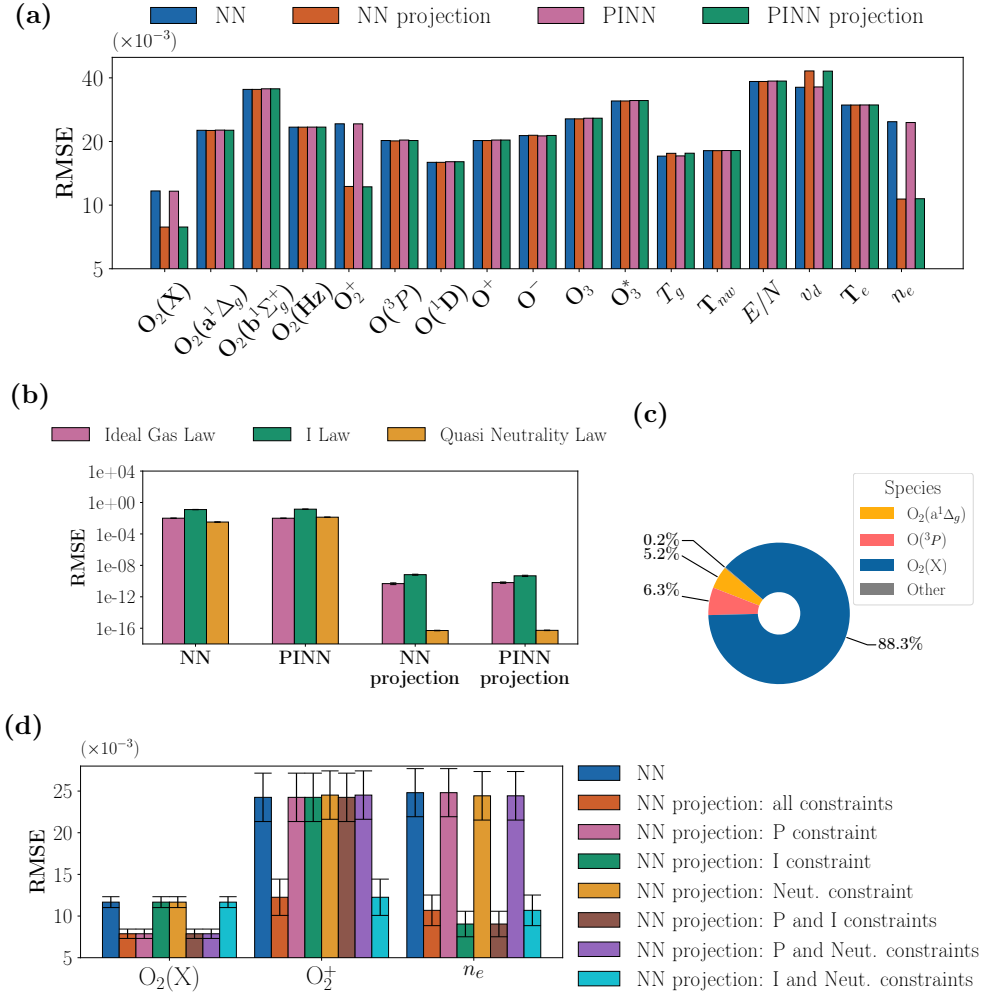 (a)
NN NN projection PINN PINN projection
(×10⁻³)
RMSE
40
20
10
5
O₂(X) O₂(a¹Δg) O₂(b¹Σg⁺) O₂(Hz) O₂⁺ O(³P) O(¹D) O⁺ O⁻ O₃ O₃* Tg Tnw E/N vd Te ne
(b)
Ideal Gas Law I Law Quasi Neutrality Law
RMSE
1e+04
1e+00
1e-04
1e-08
1e-12
1e-16
NN PINN NN projection PINN projection
(c)
Species
O₂(a¹Δg)
O(³P)
O₂(X)
Other
0.2%
5.2%
6.3%
88.3%
(d)
(×10⁻³)
RMSE
25
20
15
10
5
O₂(X) O₂⁺ ne
NN
NN projection: all constraints
NN projection: P constraint
NN projection: I constraint
NN projection: Neut. constraint
NN projection: P and I constraints
NN projection: P and Neut. constraints
NN projection: I and Neut. constraints